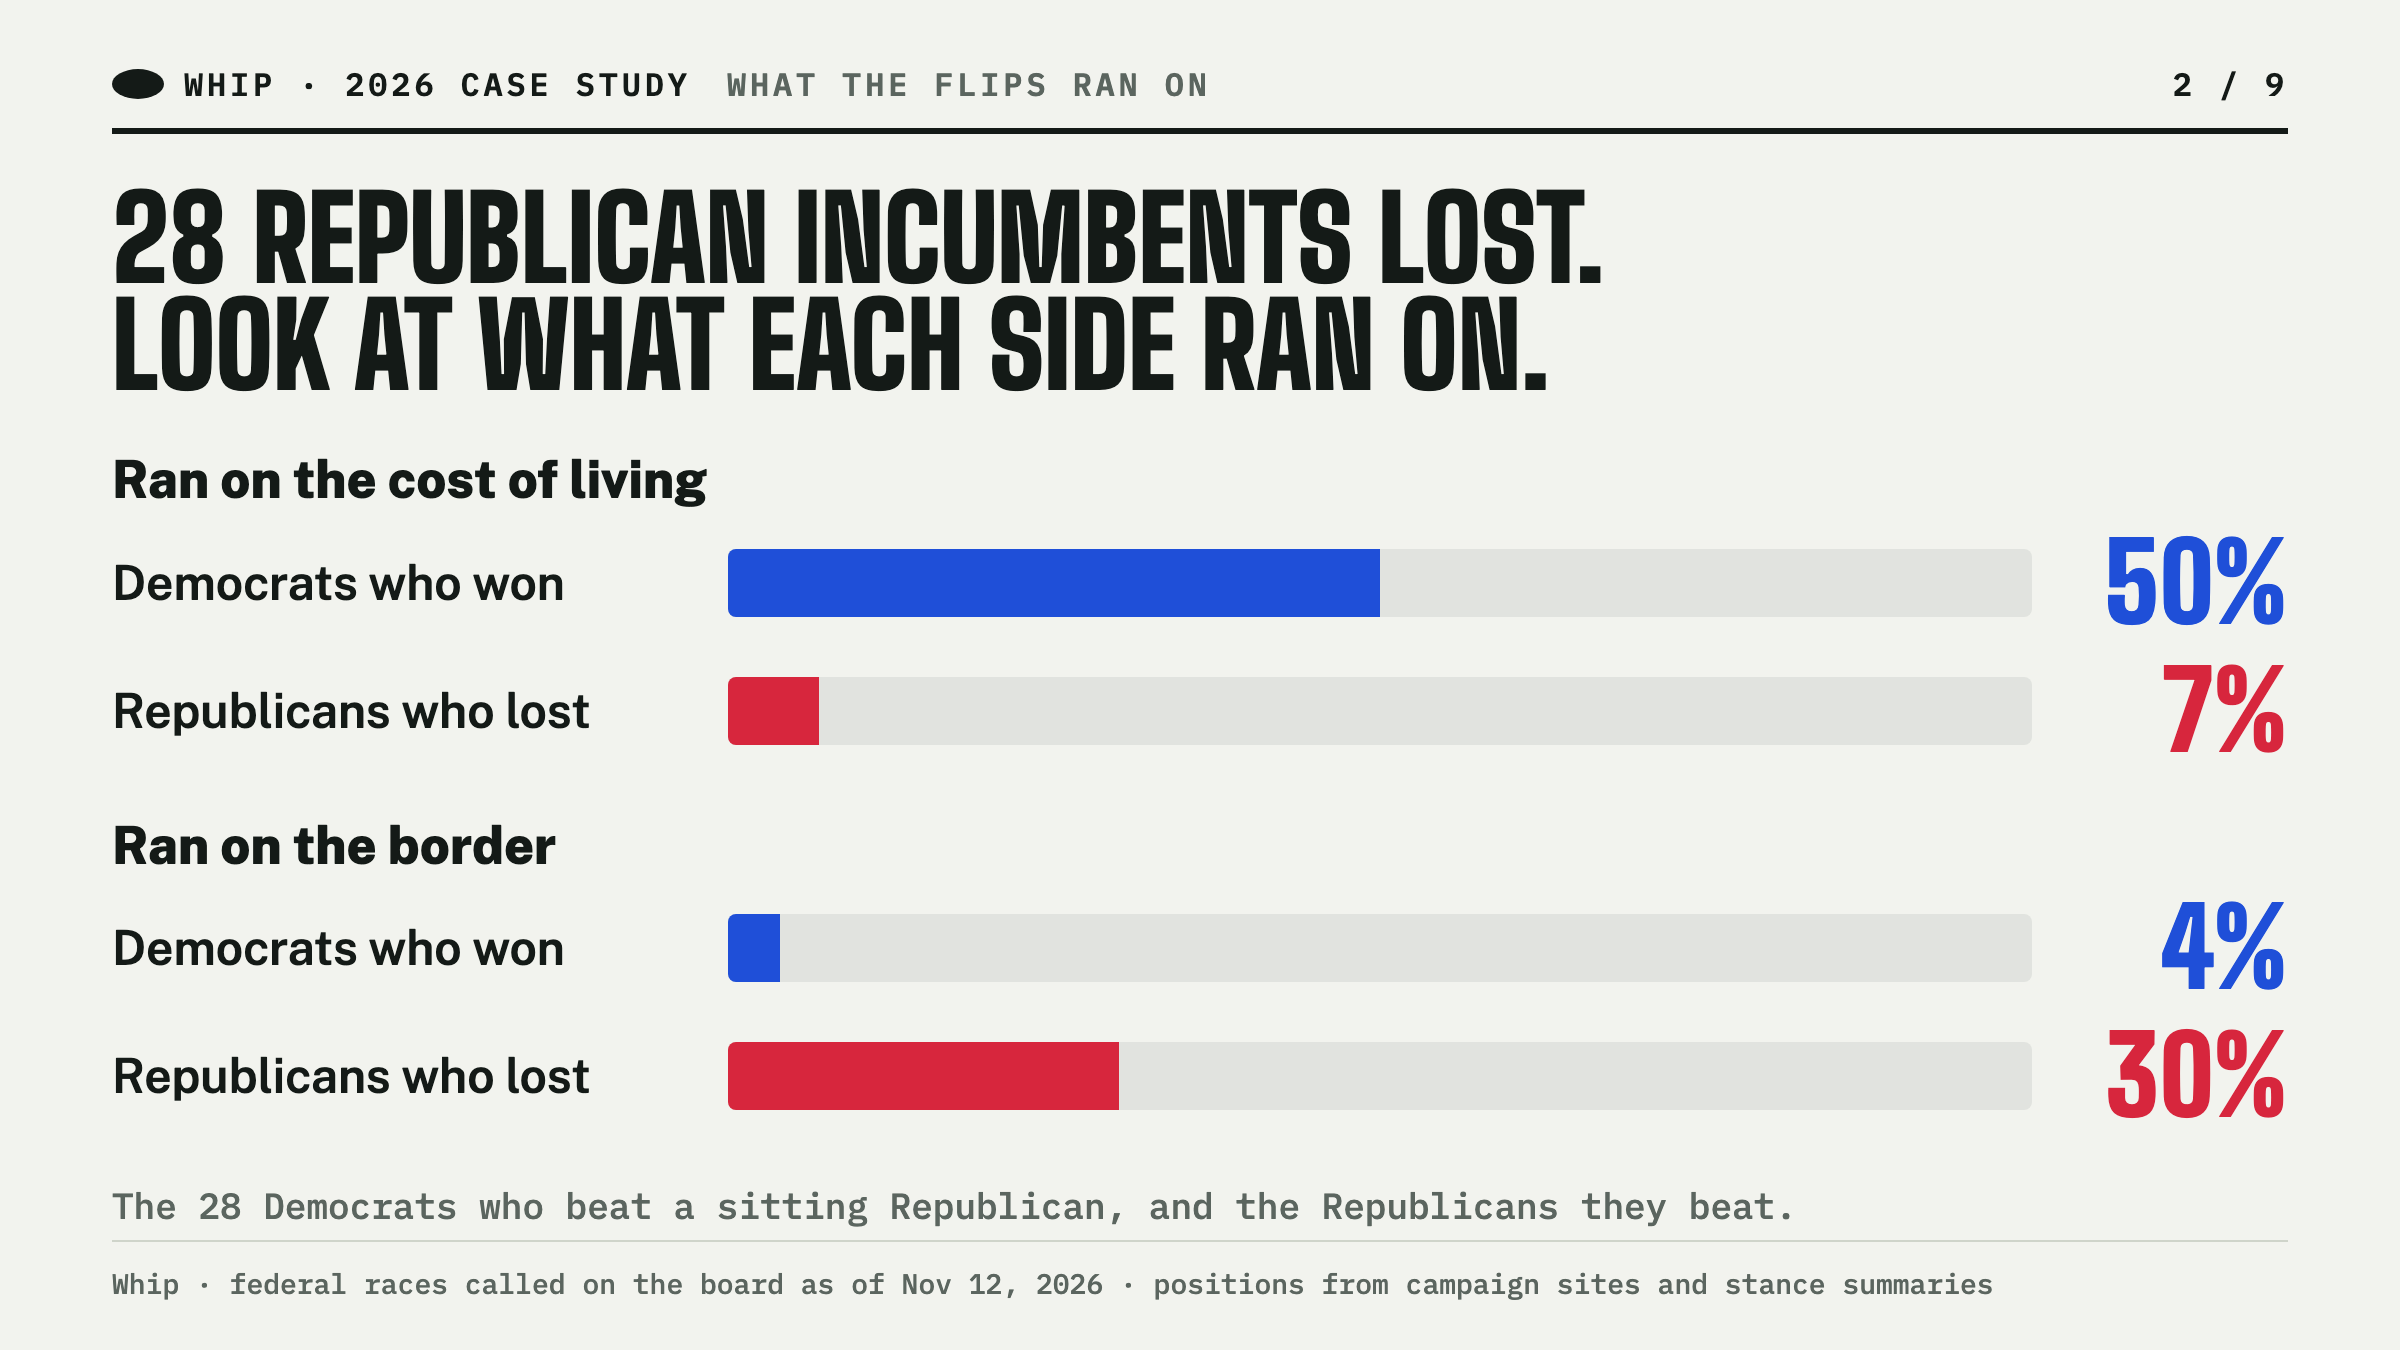 WHIP · 2026 CASE STUDY WHAT THE FLIPS RAN ON 2 / 9
28 REPUBLICAN INCUMBENTS LOST.
LOOK AT WHAT EACH SIDE RAN ON.
Ran on the cost of living
Democrats who won 50%
Republicans who lost 7%
Ran on the border
Democrats who won 4%
Republicans who lost 30%
The 28 Democrats who beat a sitting Republican, and the Republicans they beat.
Whip · federal races called on the board as of Nov 12, 2026 · positions from campaign sites and stance summaries